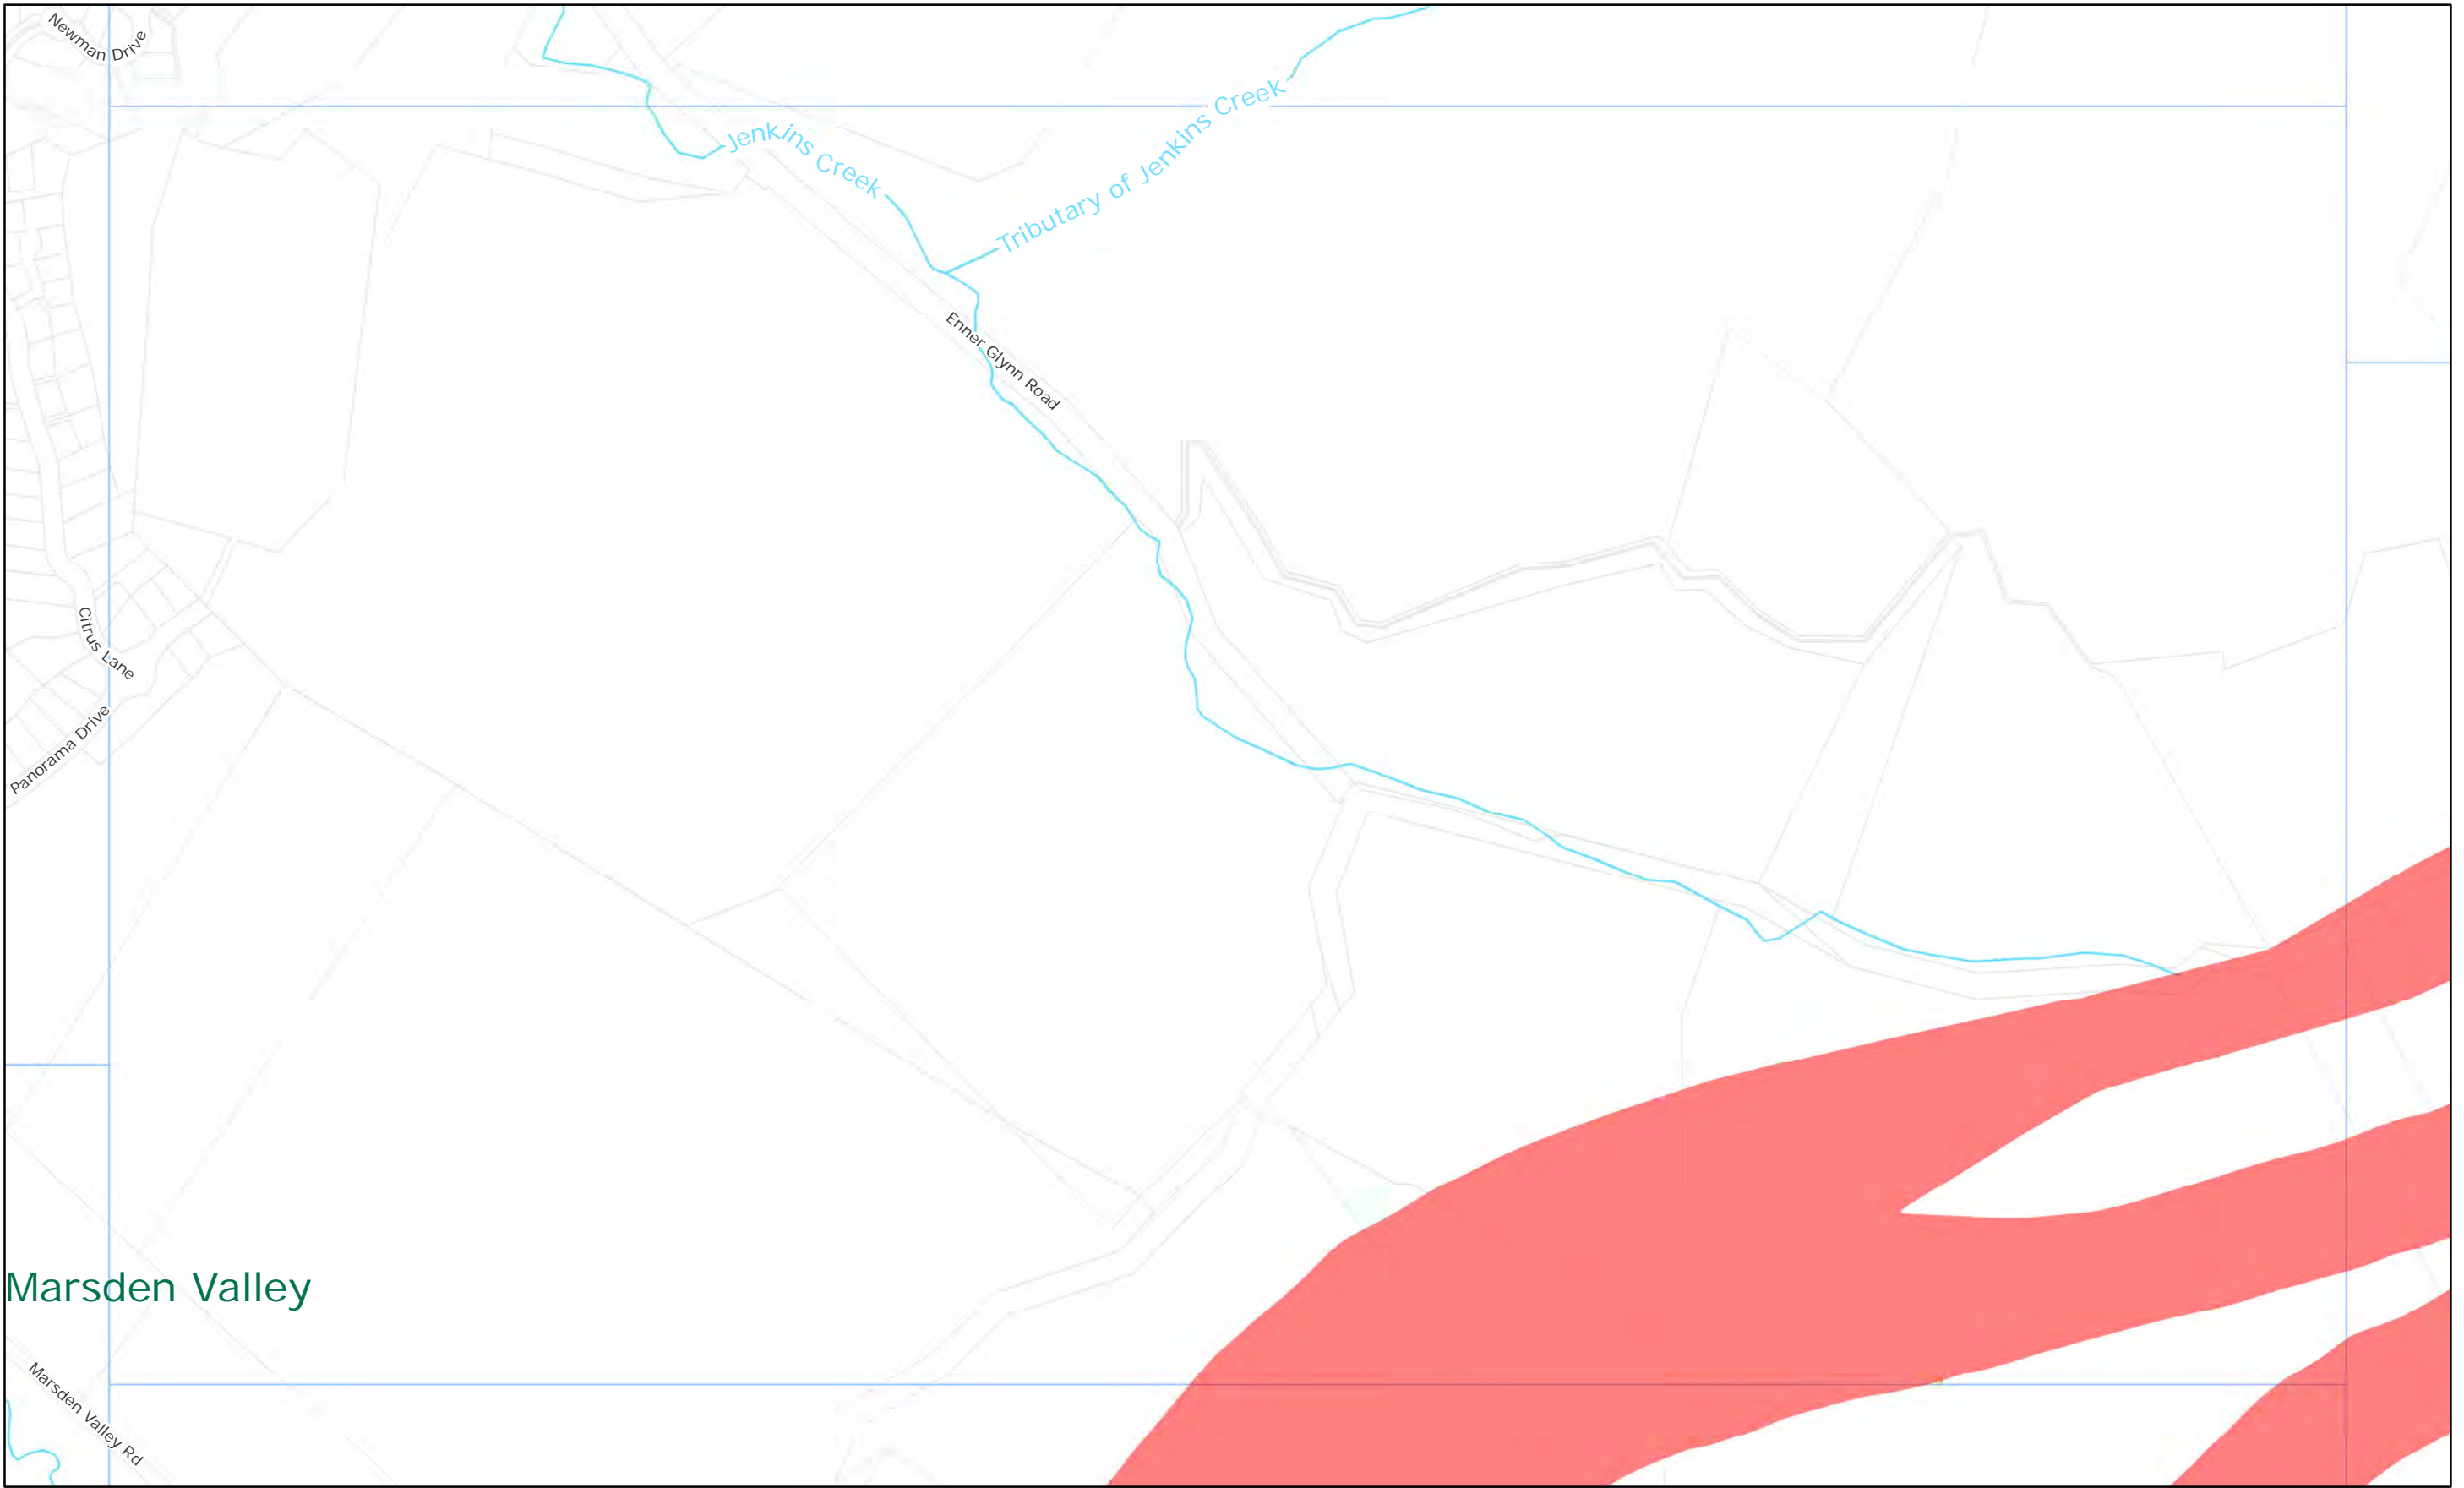 Newman Drive
Jenkins Creek
Tributary of Jenkins Creek
Enner Glynn Road
Citrus Lane
Panorama Drive
Marsden Valley
Marsden Valley Rd